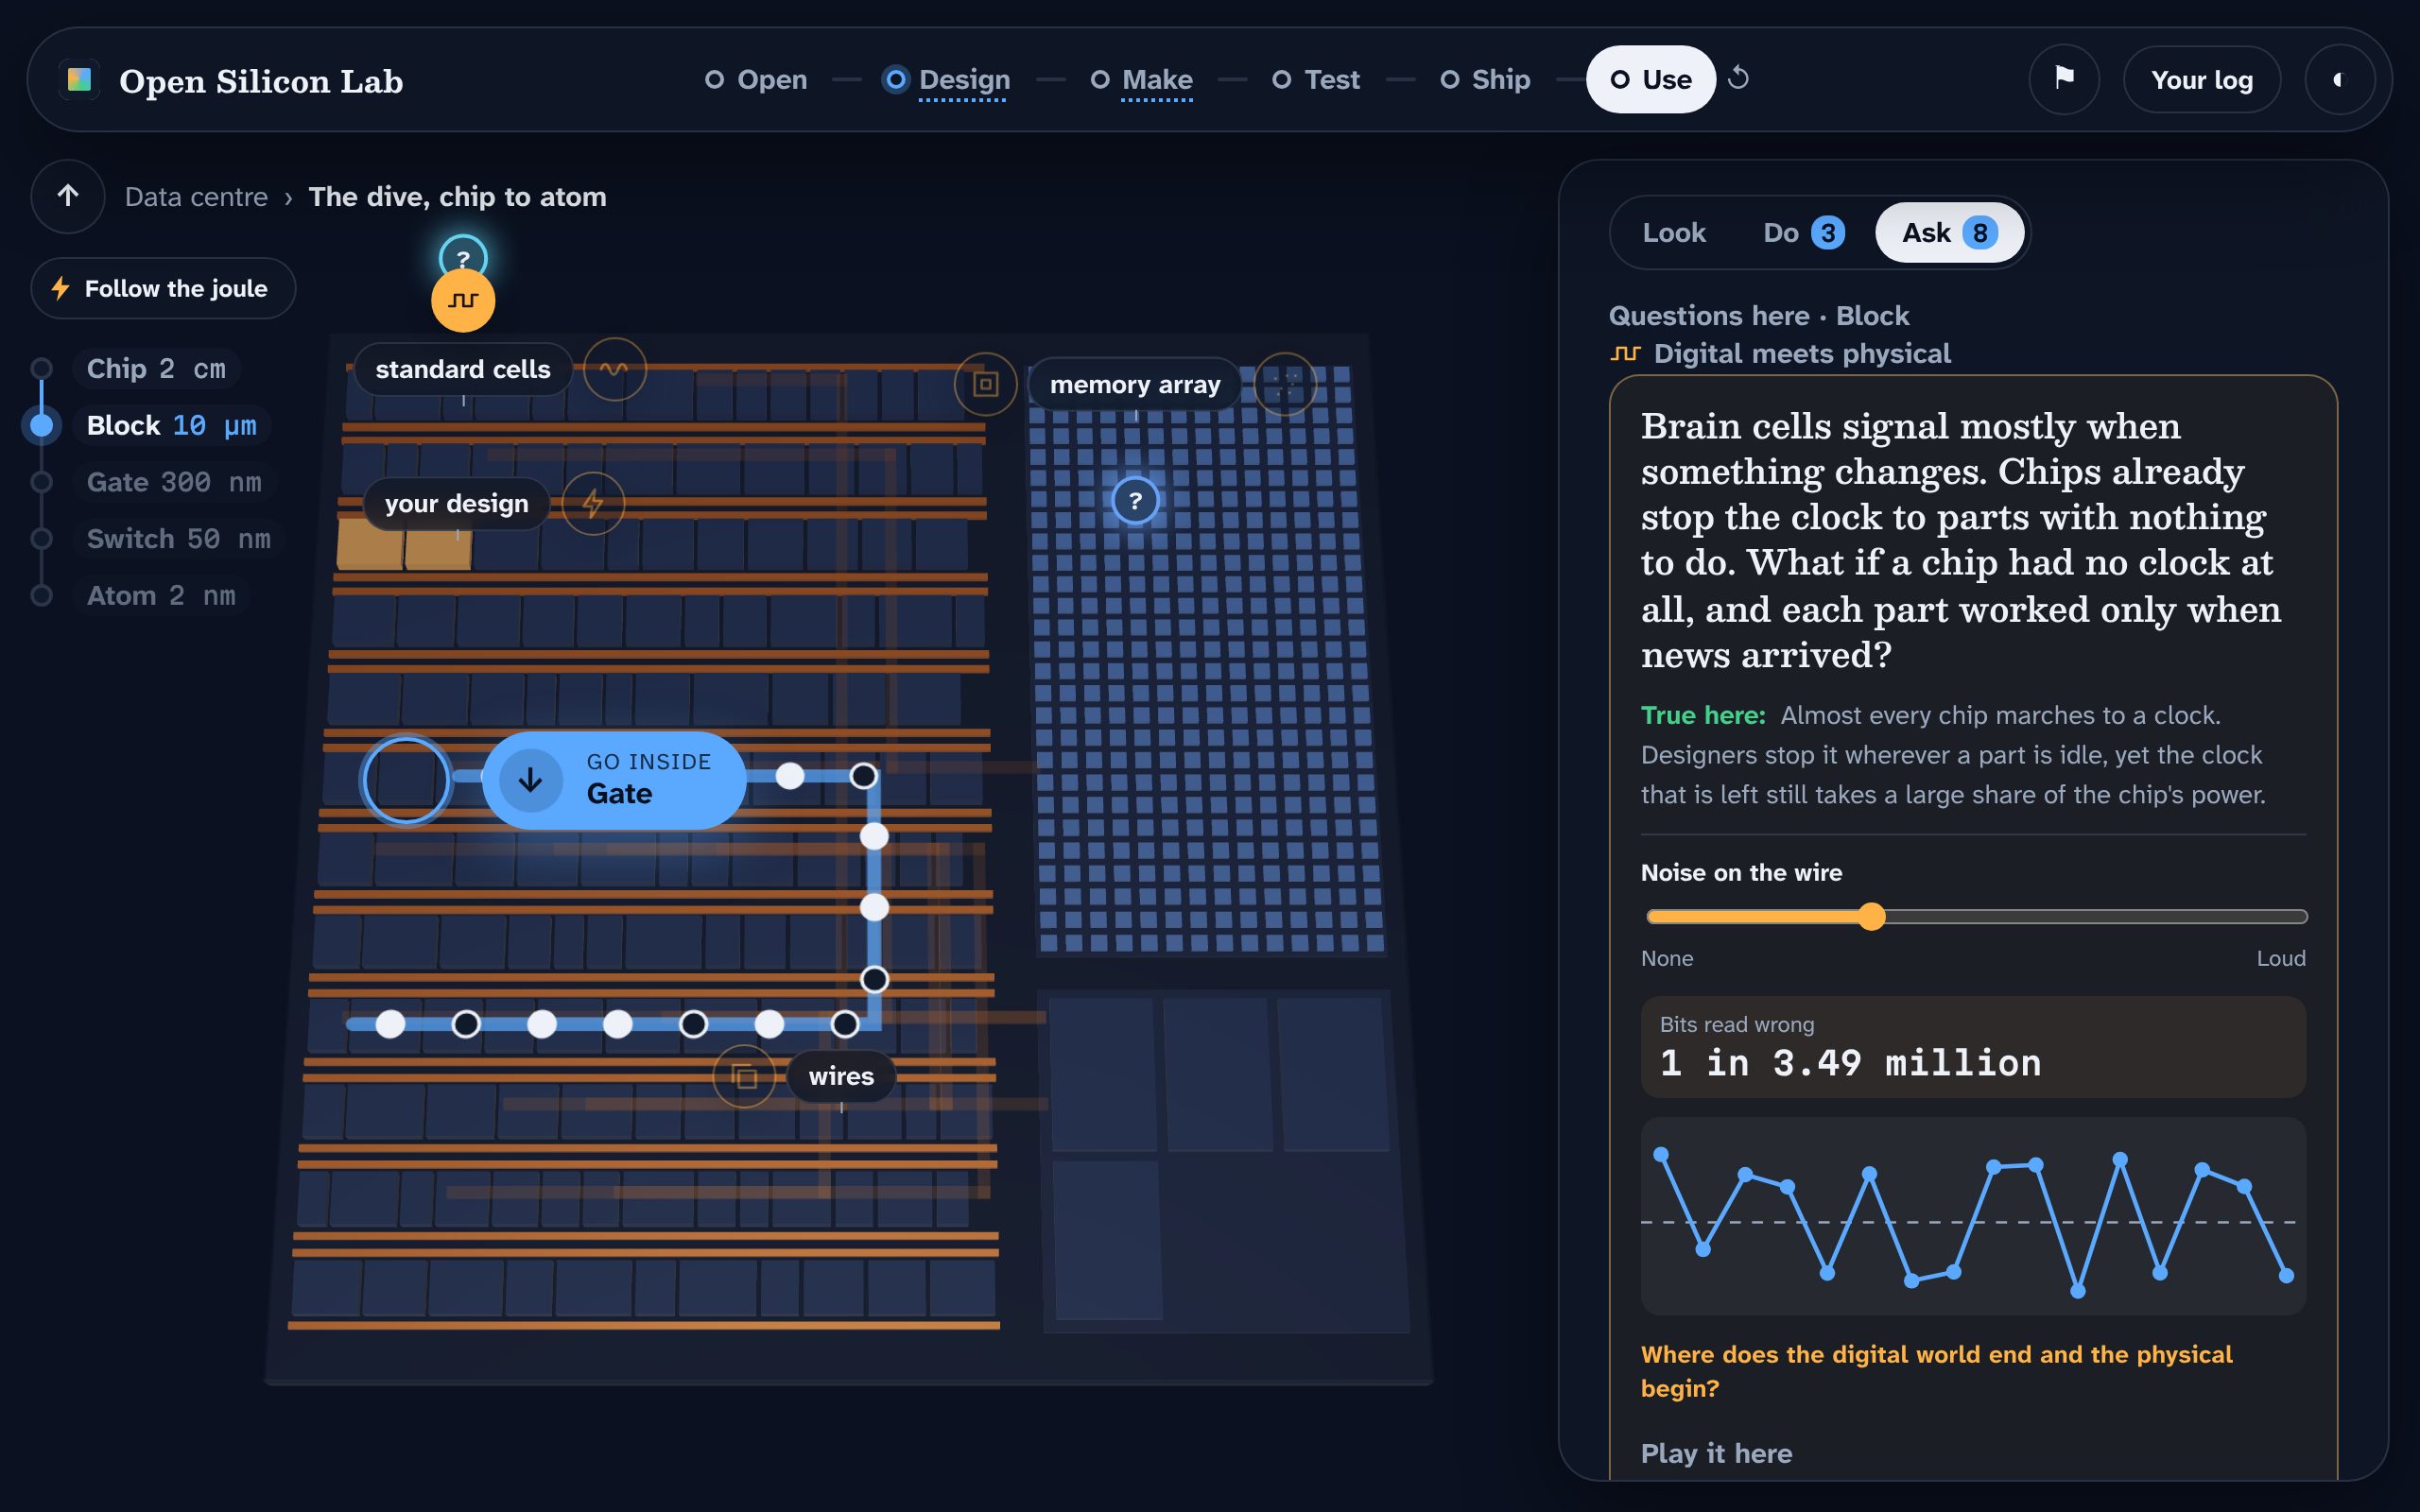 Open Silicon Lab
Open
Design
Make
Test
Ship
Use
Your log
Data centre › The dive, chip to atom
Follow the joule
Chip 2 cm
Block 10 µm
Gate 300 nm
Switch 50 nm
Atom 2 nm
?
standard cells
memory array
your design
?
GO INSIDE
Gate
wires
Look
Do 3
Ask 8
Questions here · Block
Digital meets physical
Brain cells signal mostly when
something changes. Chips already
stop the clock to parts with nothing
to do. What if a chip had no clock at
all, and each part worked only when
news arrived?
True here: Almost every chip marches to a clock.
Designers stop it wherever a part is idle, yet the clock
that is left still takes a large share of the chip's power.
Noise on the wire
None
Loud
Bits read wrong
1 in 3.49 million
Where does the digital world end and the physical
begin?
Play it here